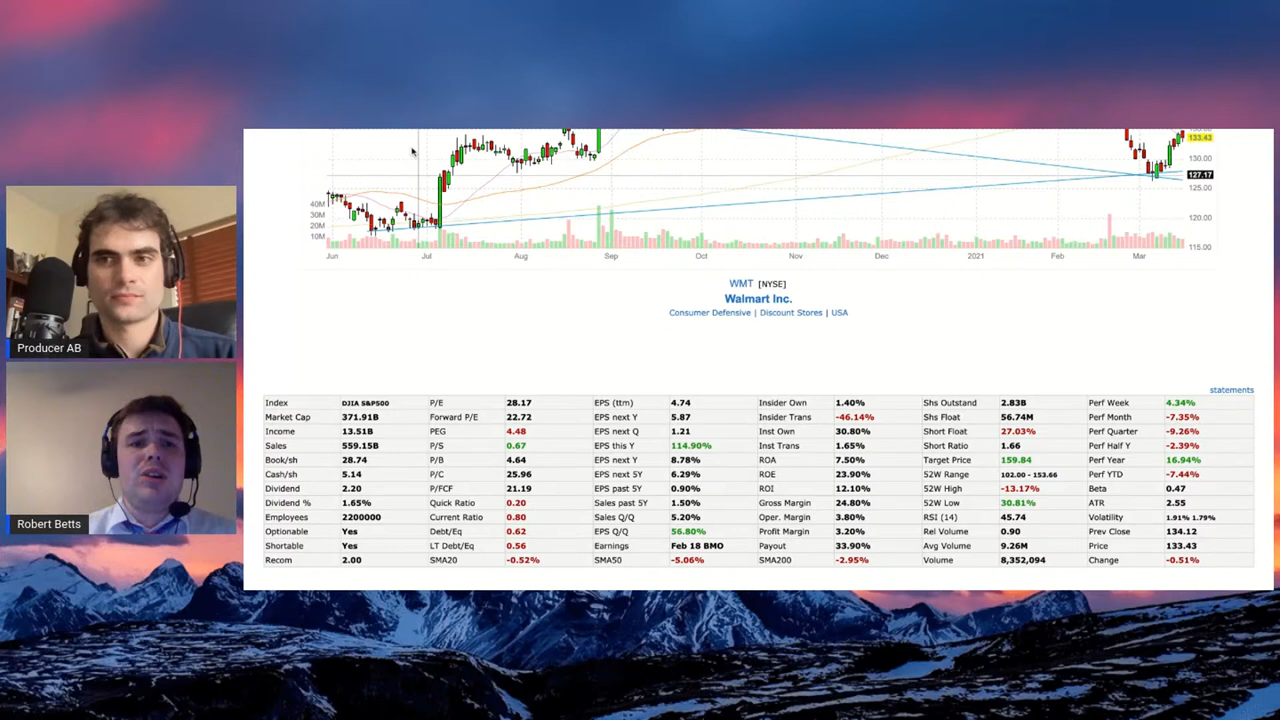 133.43
130.00
127.17
125.00
120.00
115.00
40M
30M
20M
10M
Jun Jul Aug Sep Oct Nov Dec 2021 Feb Mar
WMT [NYSE]
Walmart Inc.
Consumer Defensive | Discount Stores | USA
statements
Index DJIA S&P500 P/E 28.17 EPS (ttm) 4.74 Insider Own 1.40% Shs Outstand 2.83B Perf Week 4.34%
Market Cap 371.91B Forward P/E 22.72 EPS next Y 5.87 Insider Trans -46.14% Shs Float 56.74M Perf Month -7.35%
Income 13.51B PEG 4.48 EPS next Q 1.21 Inst Own 30.80% Short Float 27.03% Perf Quarter -9.26%
Sales 559.15B P/S 0.67 EPS this Y 114.90% Inst Trans 1.65% Short Ratio 1.66 Perf Half Y -2.39%
Book/sh 28.74 P/B 4.64 EPS next Y 8.78% ROA 7.50% Target Price 159.84 Perf Year 16.94%
Cash/sh 5.14 P/C 25.96 EPS next 5Y 6.29% ROE 23.90% 52W Range 102.00 - 153.66 Perf YTD -7.44%
Dividend 2.20 P/FCF 21.19 EPS past 5Y 0.90% ROI 12.10% 52W High -13.17% Beta 0.47
Dividend % 1.65% Quick Ratio 0.20 Sales past 5Y 1.50% Gross Margin 24.80% 52W Low 30.81% ATR 2.55
Employees 2200000 Current Ratio 0.80 Sales Q/Q 5.20% Oper. Margin 3.80% RSI (14) 45.74 Volatility 1.91% 1.79%
Optionable Yes Debt/Eq 0.62 EPS Q/Q 56.80% Profit Margin 3.20% Rel Volume 0.90 Prev Close 134.12
Shortable Yes LT Debt/Eq 0.56 Earnings Feb 18 BMO Payout 33.90% Avg Volume 9.26M Price 133.43
Recom 2.00 SMA20 -0.52% SMA50 -5.06% SMA200 -2.95% Volume 8,352,094 Change -0.51%
Producer AB
Robert Betts